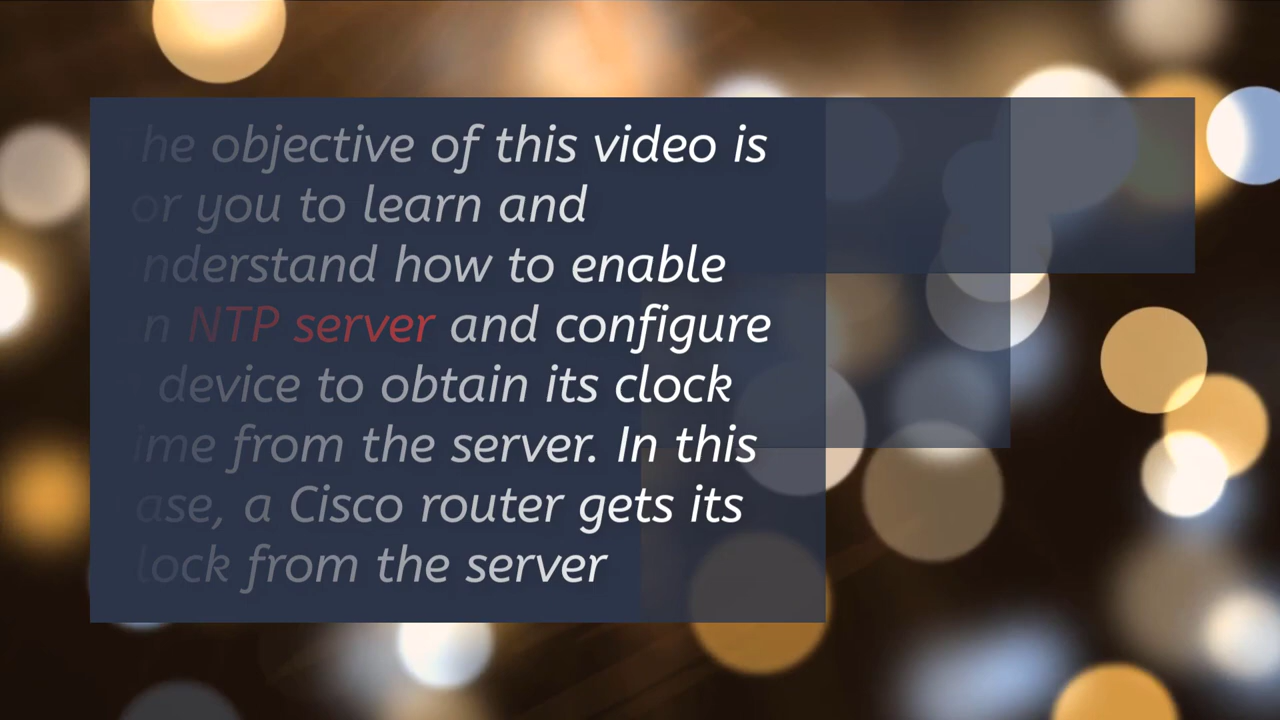 The objective of this video is
or you to learn and
nderstand how to enable
n NTP server and configure
device to obtain its clock
ime from the server. In this
ase, a Cisco router gets its
lock from the server